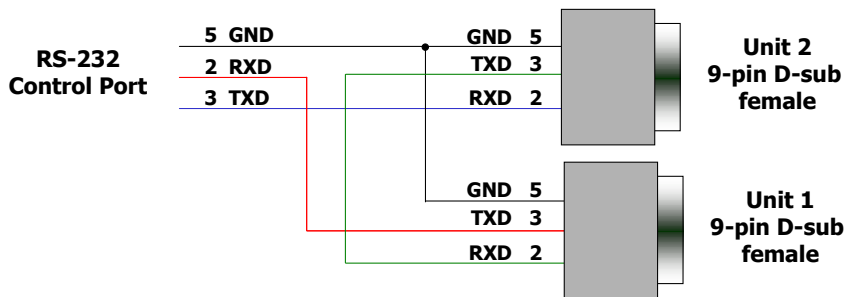 RS-232
Control Port
5 GND
2 RXD
3 TXD
GND 5
TXD 3
RXD 2
Unit 2
9-pin D-sub
female
GND 5
TXD 3
RXD 2
Unit 1
9-pin D-sub
female